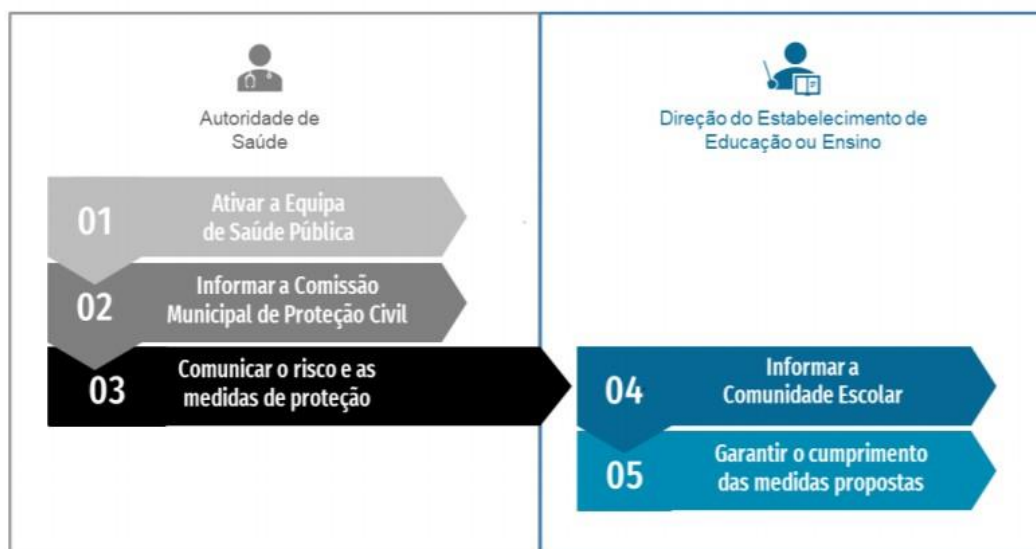 Autoridade de
Saúde
Direção do Estabelecimento de
Educação ou Ensino
01
Ativar a Equipa
de Saúde Pública
02
Informar a Comissão
Municipal de Proteção Civil
03
Comunicar o risco e as
medidas de proteção
04
Informar a
Comunidade Escolar
05
Garantir o cumprimento
das medidas propostas